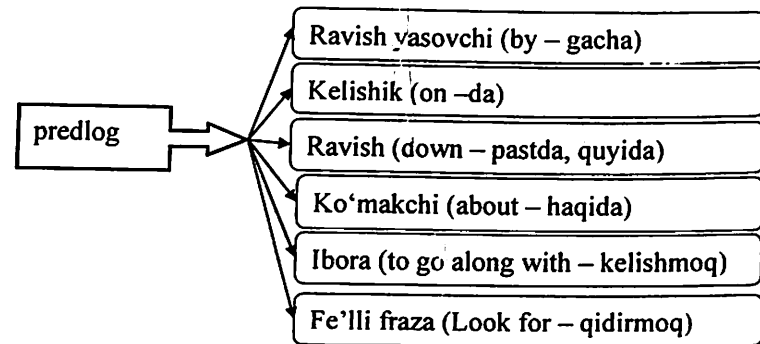 predlog
Ravish yasovchi (by – gacha)
Kelishik (on –da)
Ravish (down – pastda, quyida)
Ko‘makchi (about – haqida)
Ibora (to go along with – kelishmoq)
Fe’lli fraza (Look for – qidirmoq)